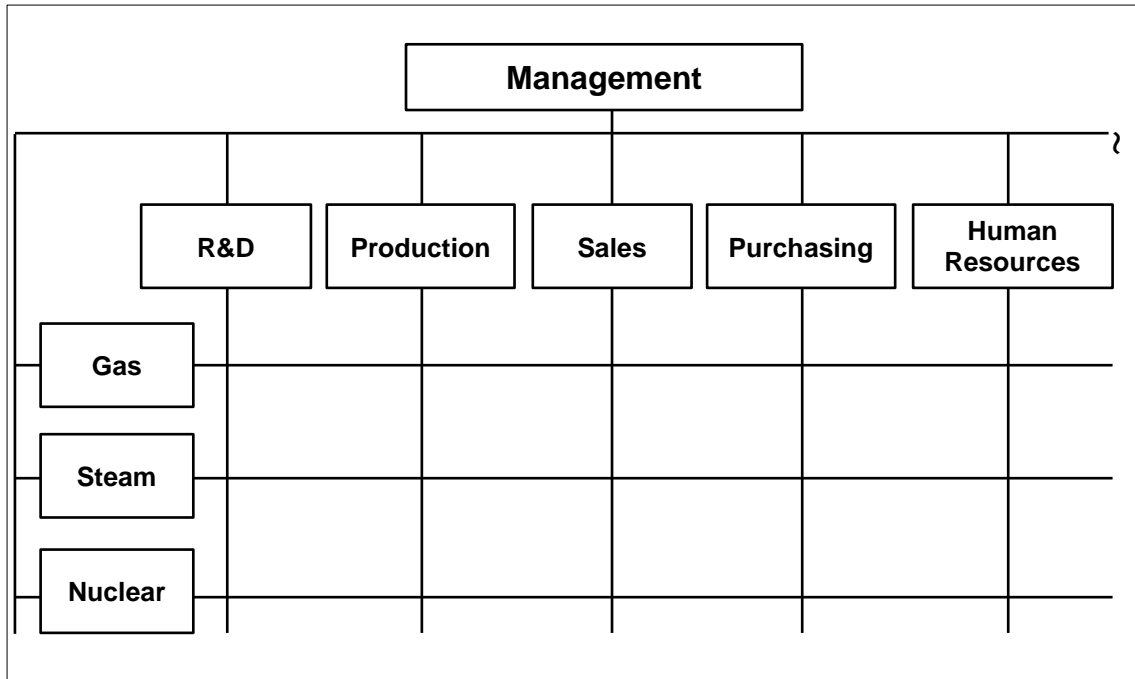 Management
R&D
Production
Sales
Purchasing
Human
Resources
Gas
Steam
Nuclear